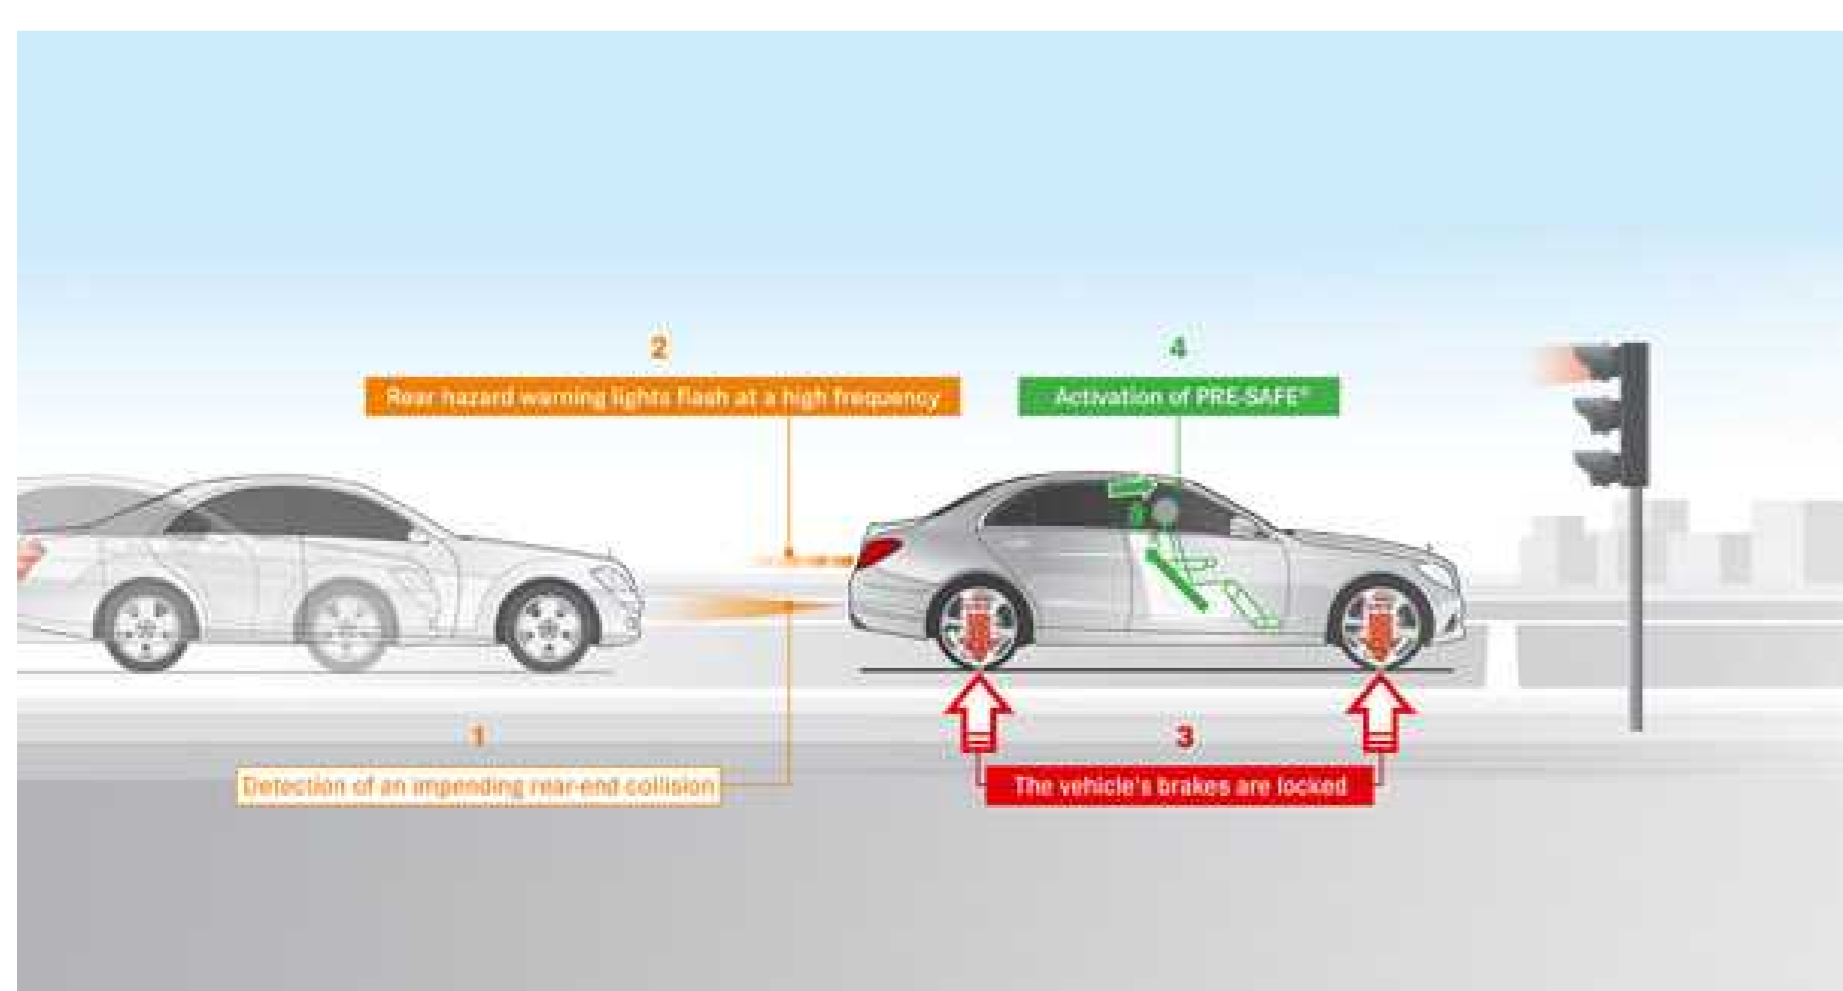 2
Rear hazard warning lights flash at a high frequency
4
Activation of PRE-SAFE®
1
Detection of an impending rear-end collision
3
The vehicle's brakes are locked